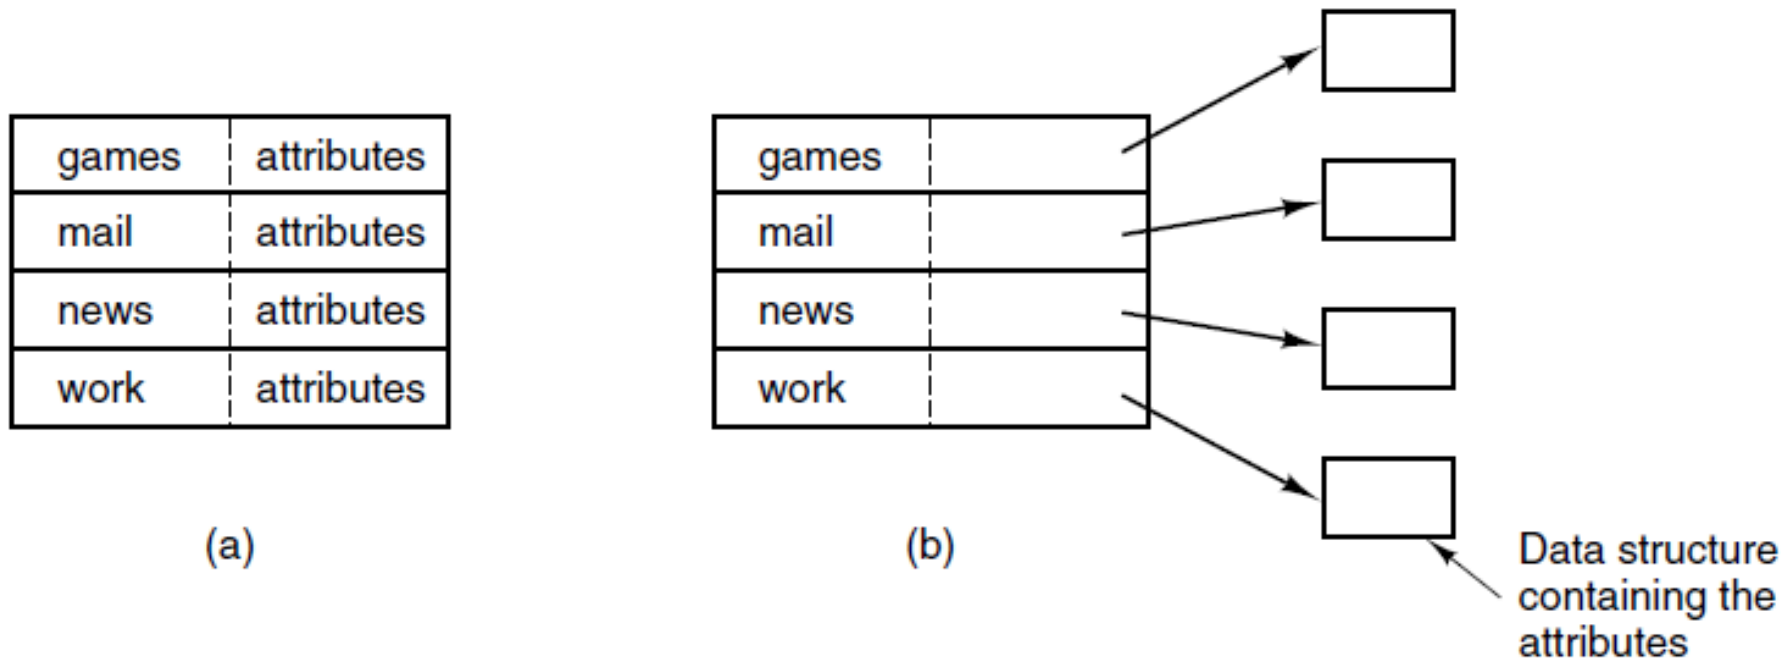 games attributes
mail attributes
news attributes
work attributes
(a)
games
mail
news
work
(b)
Data structure
containing the
attributes